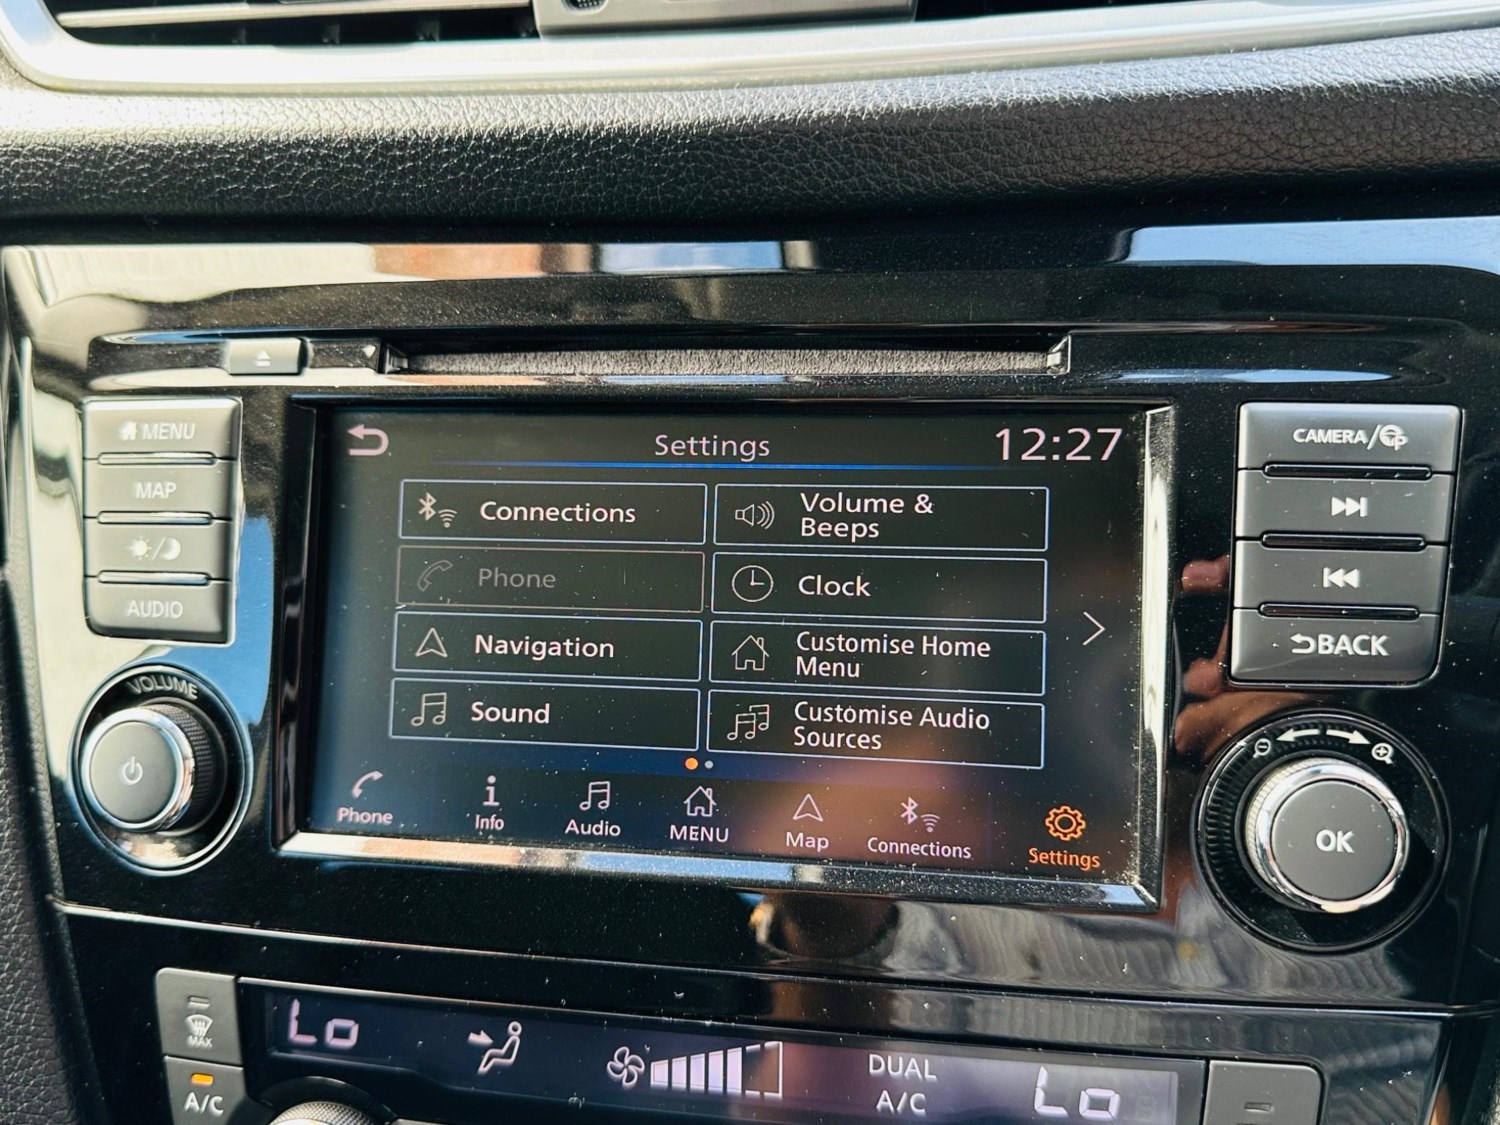 MENU
MAP
AUDIO
VOLUME
Settings
12:27
Connections
Volume &
Beeps
Phone
Clock
Navigation
Customise Home
Menu
Sound
Customise Audio
Sources
Phone
Info
Audio
MENU
Map
Connections
Settings
CAMERA/
BACK
OK
MAX
A/C
Lo
DUAL
A/C
Lo